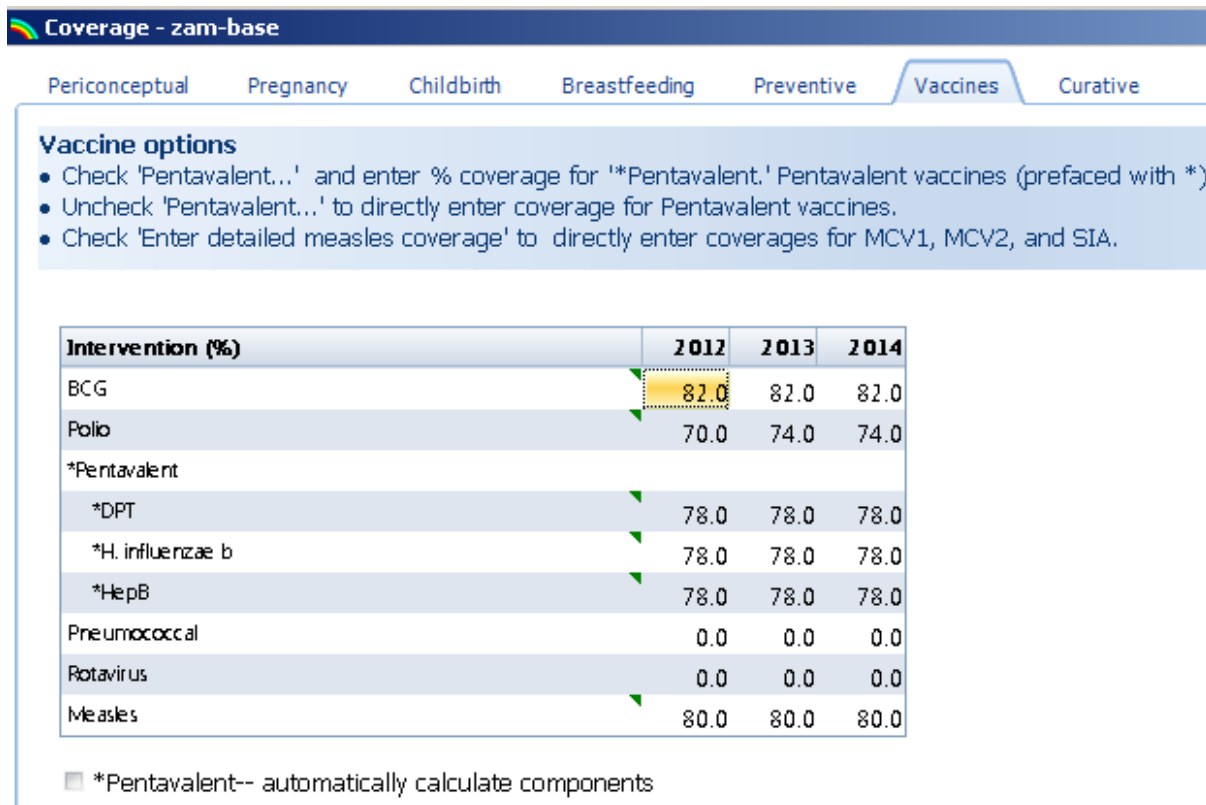 Coverage - zam-base
Periconceptual Pregnancy Childbirth Breastfeeding Preventive Vaccines Curative
Vaccine options
• Check 'Pentavalent...' and enter % coverage for '*Pentavalent.' Pentavalent vaccines (prefaced with *)
• Uncheck 'Pentavalent...' to directly enter coverage for Pentavalent vaccines.
• Check 'Enter detailed measles coverage' to directly enter coverages for MCV1, MCV2, and SIA.
Intervention (%) 2012 2013 2014
BCG 82.0 82.0 82.0
Polio 70.0 74.0 74.0
*Pentavalent
*DPT 78.0 78.0 78.0
*H. influenzae b 78.0 78.0 78.0
*HepB 78.0 78.0 78.0
Pneumococcal 0.0 0.0 0.0
Rotavirus 0.0 0.0 0.0
Measles 80.0 80.0 80.0
*Pentavalent-- automatically calculate components